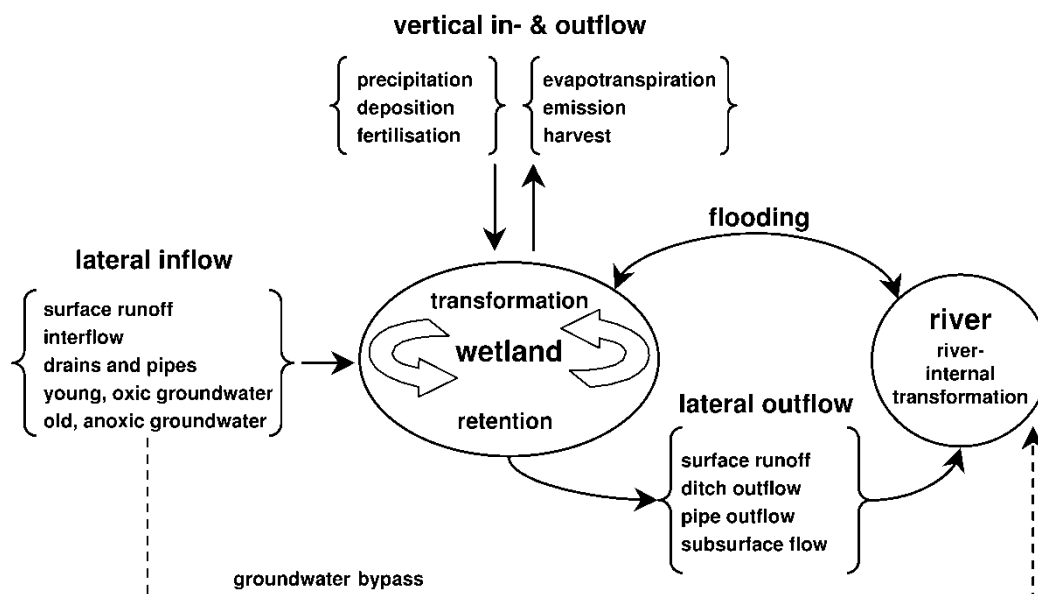 vertical in- & outflow
precipitation
deposition
fertilisation
evapotranspiration
emission
harvest
flooding
lateral inflow
surface runoff
interflow
drains and pipes
young, oxic groundwater
old, anoxic groundwater
transformation
wetland
retention
river
river-
internal
transformation
lateral outflow
surface runoff
ditch outflow
pipe outflow
subsurface flow
groundwater bypass